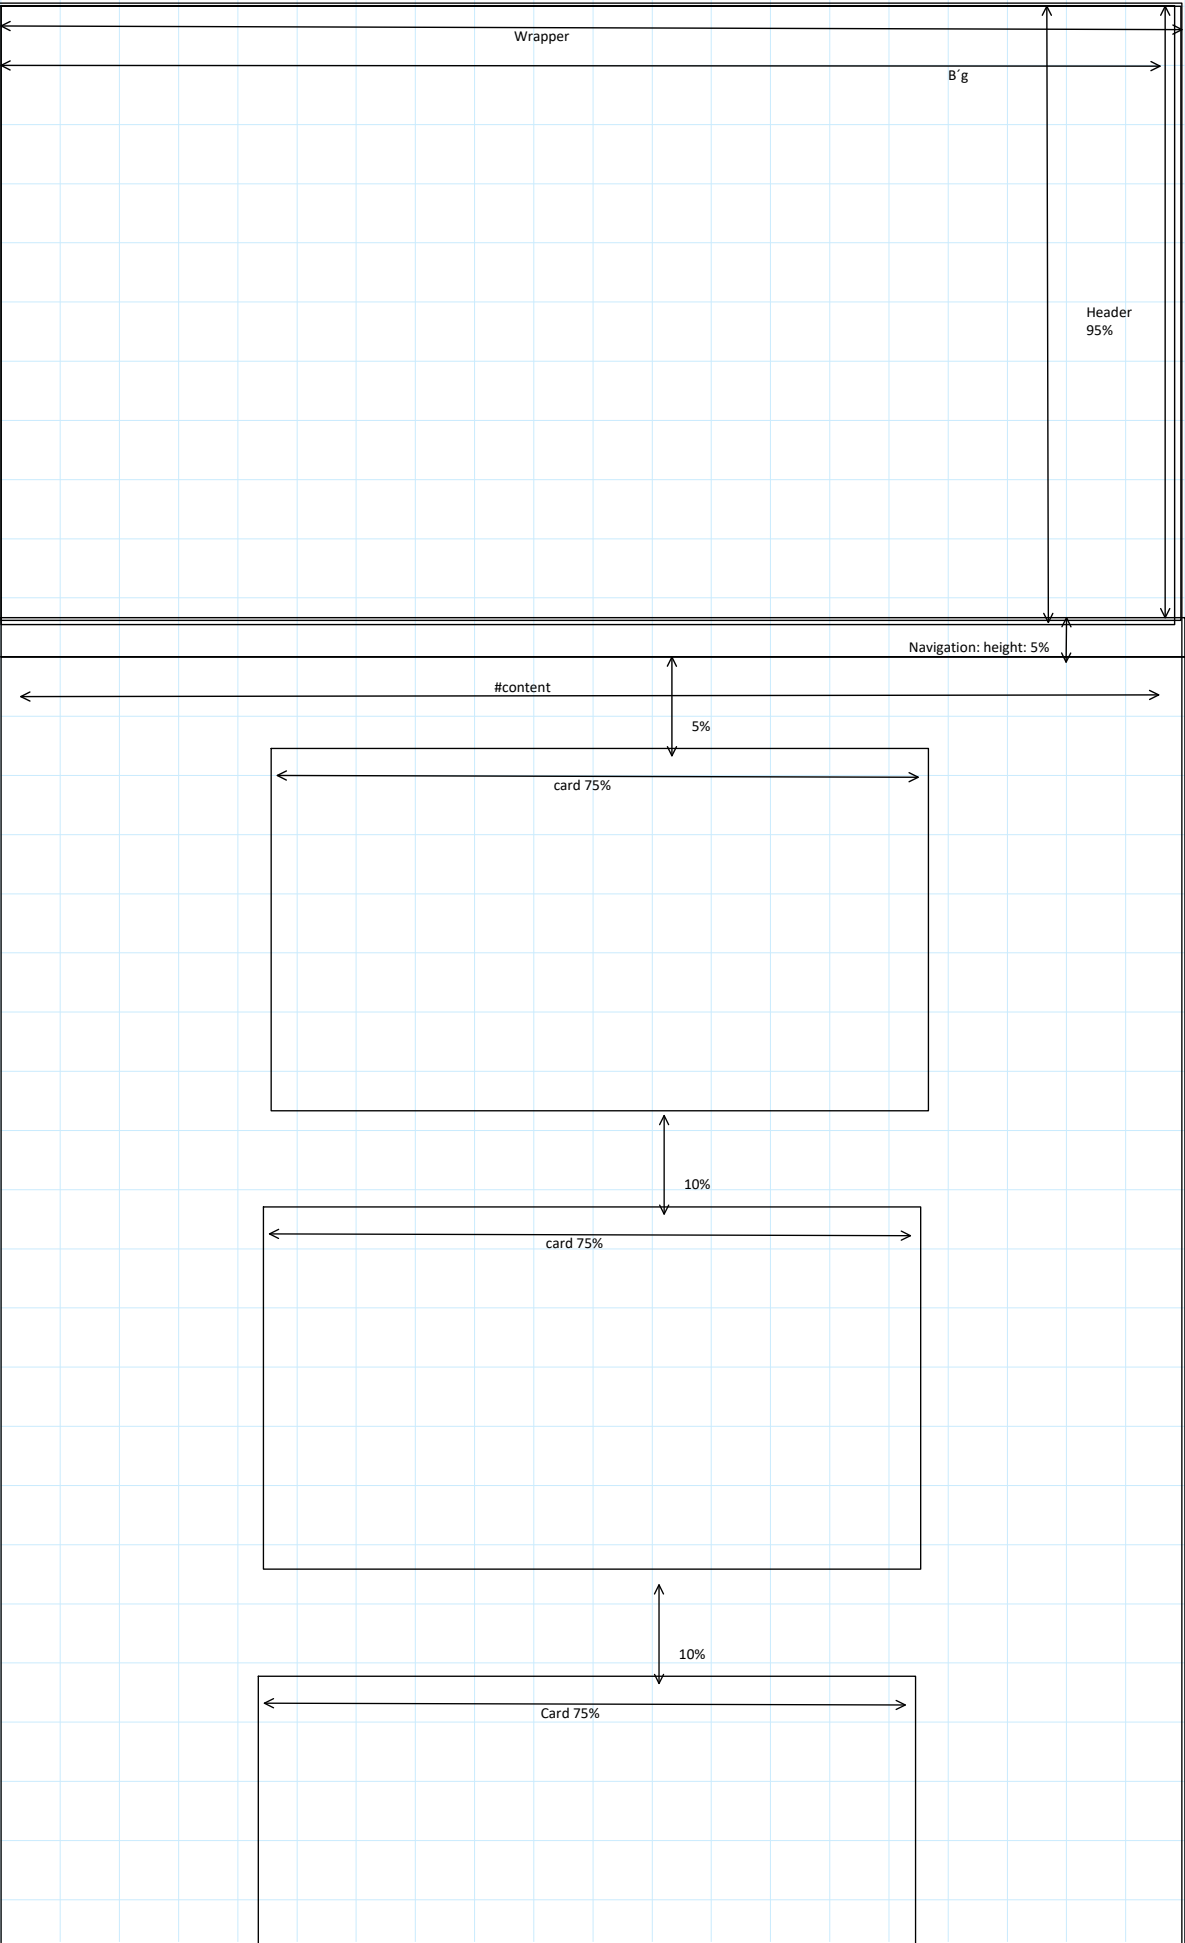 Wrapper
B´g
Header
95%
Navigation: height: 5%
#content
5%
card 75%
10%
card 75%
10%
Card 75%